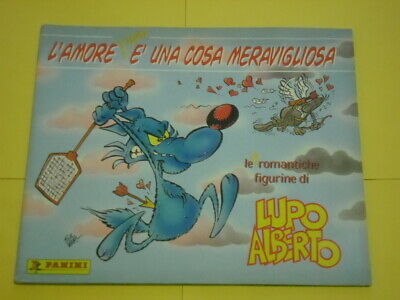 L'AMORE E' UNA COSA MERAVIGLIOSA
le romantiche
figurine di
LUPO
ALBERTO
PANINI